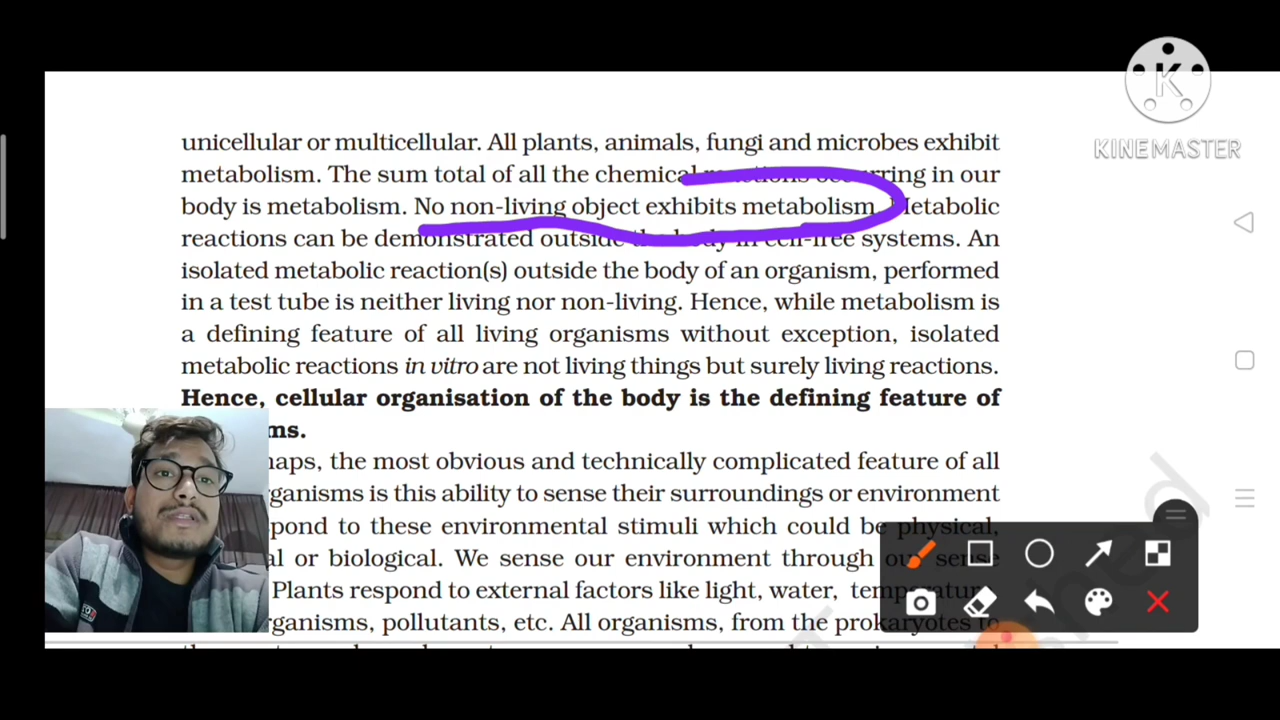 unicellular or multicellular. All plants, animals, fungi and microbes exhibit
metabolism. The sum total of all the chemical reactions occurring in our
body is metabolism. No non-living object exhibits metabolism. Metabolic
reactions can be demonstrated outside the body in cell-free systems. An
isolated metabolic reaction(s) outside the body of an organism, performed
in a test tube is neither living nor non-living. Hence, while metabolism is
a defining feature of all living organisms without exception, isolated
metabolic reactions in vitro are not living things but surely living reactions.
Hence, cellular organisation of the body is the defining feature of
the most obvious and technically complicated feature of all
is this ability to sense their surroundings or environment
to these environmental stimuli which could be physical,
or biological. We sense our environment through our sense
Plants respond to external factors like light, water, temperature,
pollutants, etc. All organisms, from the prokaryotes to
K
KINEMASTER